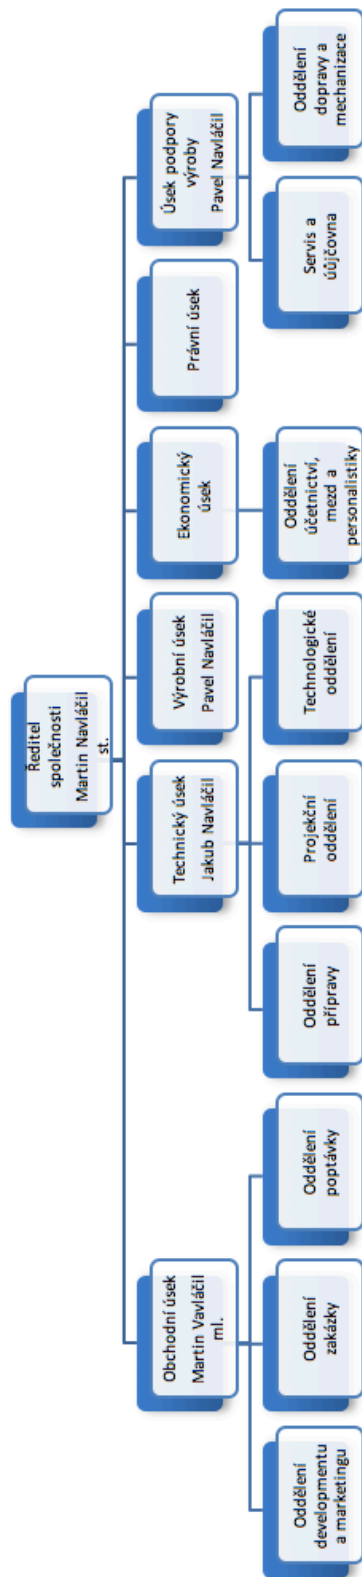 Ředitel
společnosti
Martin Navláčil
st.
Obchodní úsek
Martin Vavláčil
ml.
Technický úsek
Jakub Navláčil
Výrobní úsek
Pavel Navláčil
Ekonomický
úsek
Právní úsek
Úsek podpory
výroby
Pavel Navláčil
Oddělení
developmentu
a marketingu
Oddělení
zakázky
Oddělení
poptávky
Oddělení
přípravy
Projekční
oddělení
Technologické
oddělení
Oddělení
účetnictví,
mezd a
personalistiky
Servis a
úůjčovna
Oddělení
dopravy a
mechanizace